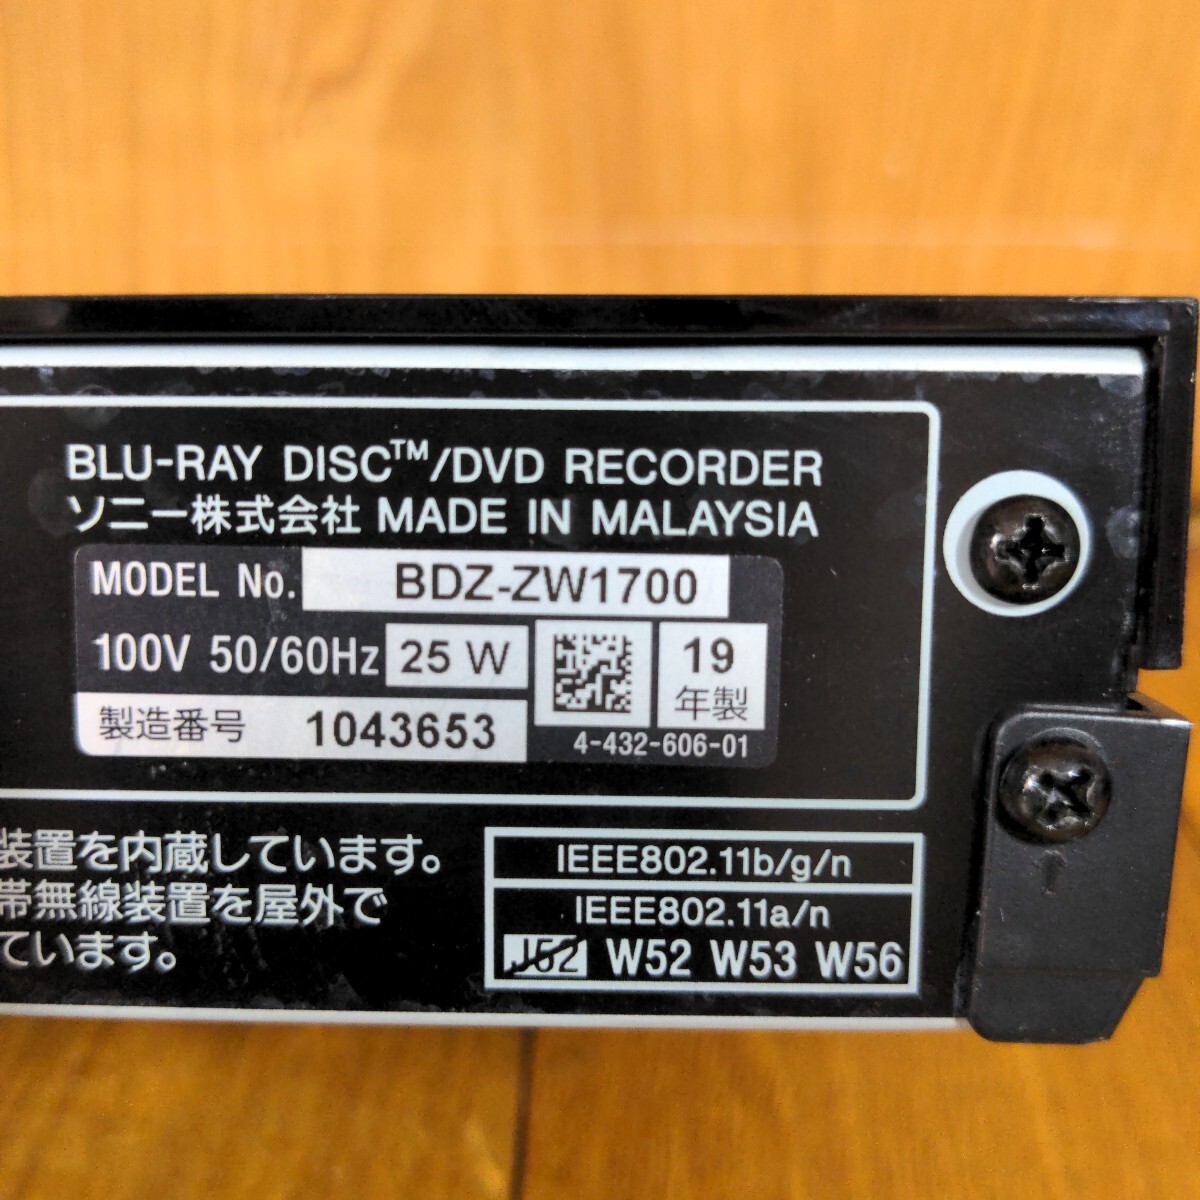 BLU-RAY DISC™/DVD RECORDER
ソニー株式会社 MADE IN MALAYSIA
MODEL No. BDZ-ZW1700
100V 50/60Hz 25 W
19
年製
製造番号 1043653
4-432-606-01
装置を内蔵しています。
帯無線装置を屋外で
ています。
IEEE802.11b/g/n
IEEE802.11a/n
J52 W52 W53 W56